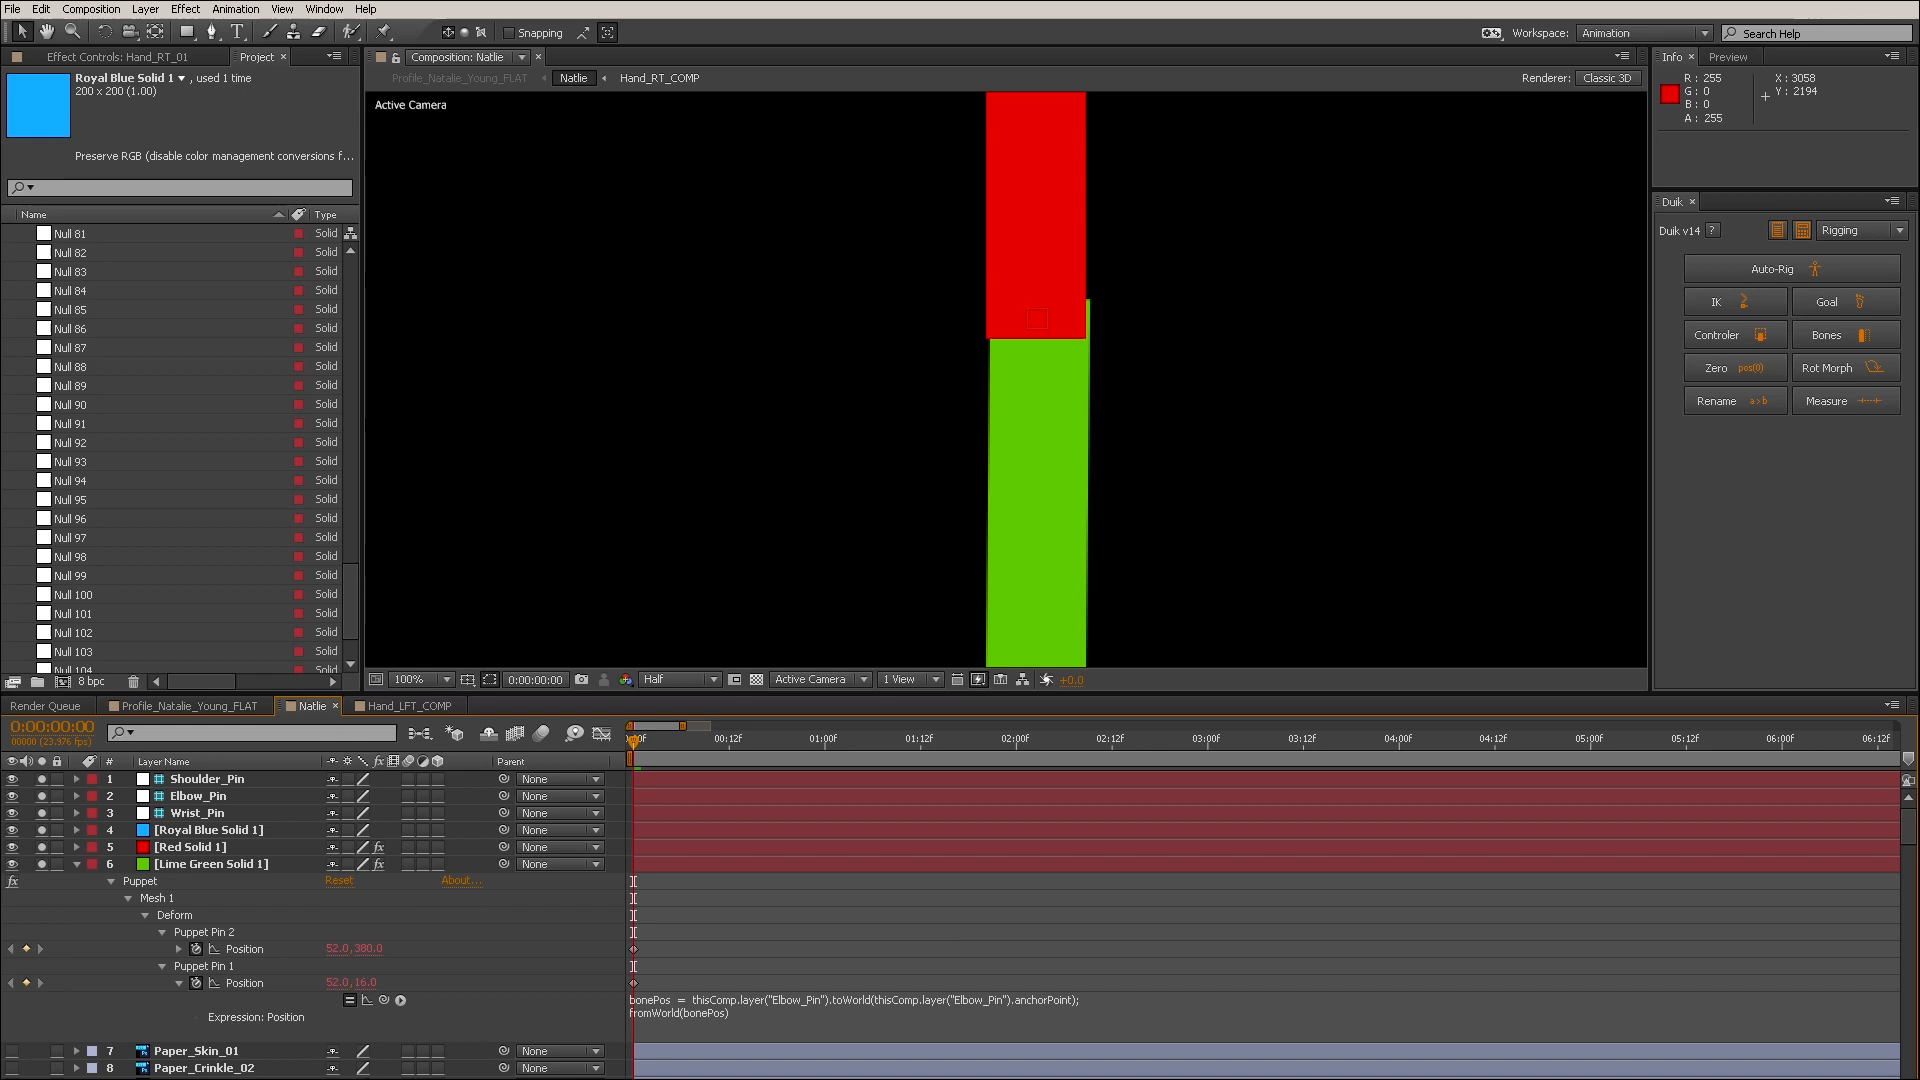 File Edit Composition Layer Effect Animation View Window Help
Snapping
Workspace: Animation
Search Help
Effect Controls: Hand_RT_01
Project
Royal Blue Solid 1 , used 1 time
200 x 200 (1.00)
Preserve RGB (disable color management conversions f...
Name Type
Null 81 Solid
Null 82 Solid
Null 83 Solid
Null 84 Solid
Null 85 Solid
Null 86 Solid
Null 87 Solid
Null 88 Solid
Null 89 Solid
Null 90 Solid
Null 91 Solid
Null 92 Solid
Null 93 Solid
Null 94 Solid
Null 95 Solid
Null 96 Solid
Null 97 Solid
Null 98 Solid
Null 99 Solid
Null 100 Solid
Null 101 Solid
Null 102 Solid
Null 103 Solid
Null 104 Solid
8 bpc
Composition: Natlie
Profile_Natalie_Young_FLAT Natlie Hand_RT_COMP
Renderer: Classic 3D
Active Camera
100% 0:00:00:00 Half Active Camera 1 View +0.0
Info Preview
R : 255 X : 3058
G : 0 Y : 2194
B : 0
A : 255
Duik
Duik v14 ? Rigging
Auto-Rig
IK Goal
Controler Bones
Zero pos(0) Rot Morph
Rename a>b Measure
Render Queue Profile_Natalie_Young_FLAT Natlie Hand_LFT_COMP
0:00:00:00
00000 (23.976 fps)
00:12F 01:00F 01:12F 02:00F 02:12F 03:00F 03:12F 04:00F 04:12F 05:00F 05:12F 06:00F 06:12F
# Layer Name fx Parent
1 Shoulder_Pin None
2 Elbow_Pin None
3 Wrist_Pin None
4 [Royal Blue Solid 1] None
5 [Red Solid 1] fx None
6 [Lime Green Solid 1] fx None
fx Puppet Reset About...
Mesh 1
Deform
Puppet Pin 2
Position 52.0,380.0
Puppet Pin 1
Position 52.0,16.0
bonePos = thisComp.layer("Elbow_Pin").toWorld(thisComp.layer("Elbow_Pin").anchorPoint);
fromWorld(bonePos)
Expression: Position
7 Paper_Skin_01 None
8 Paper_Crinkle_02 None